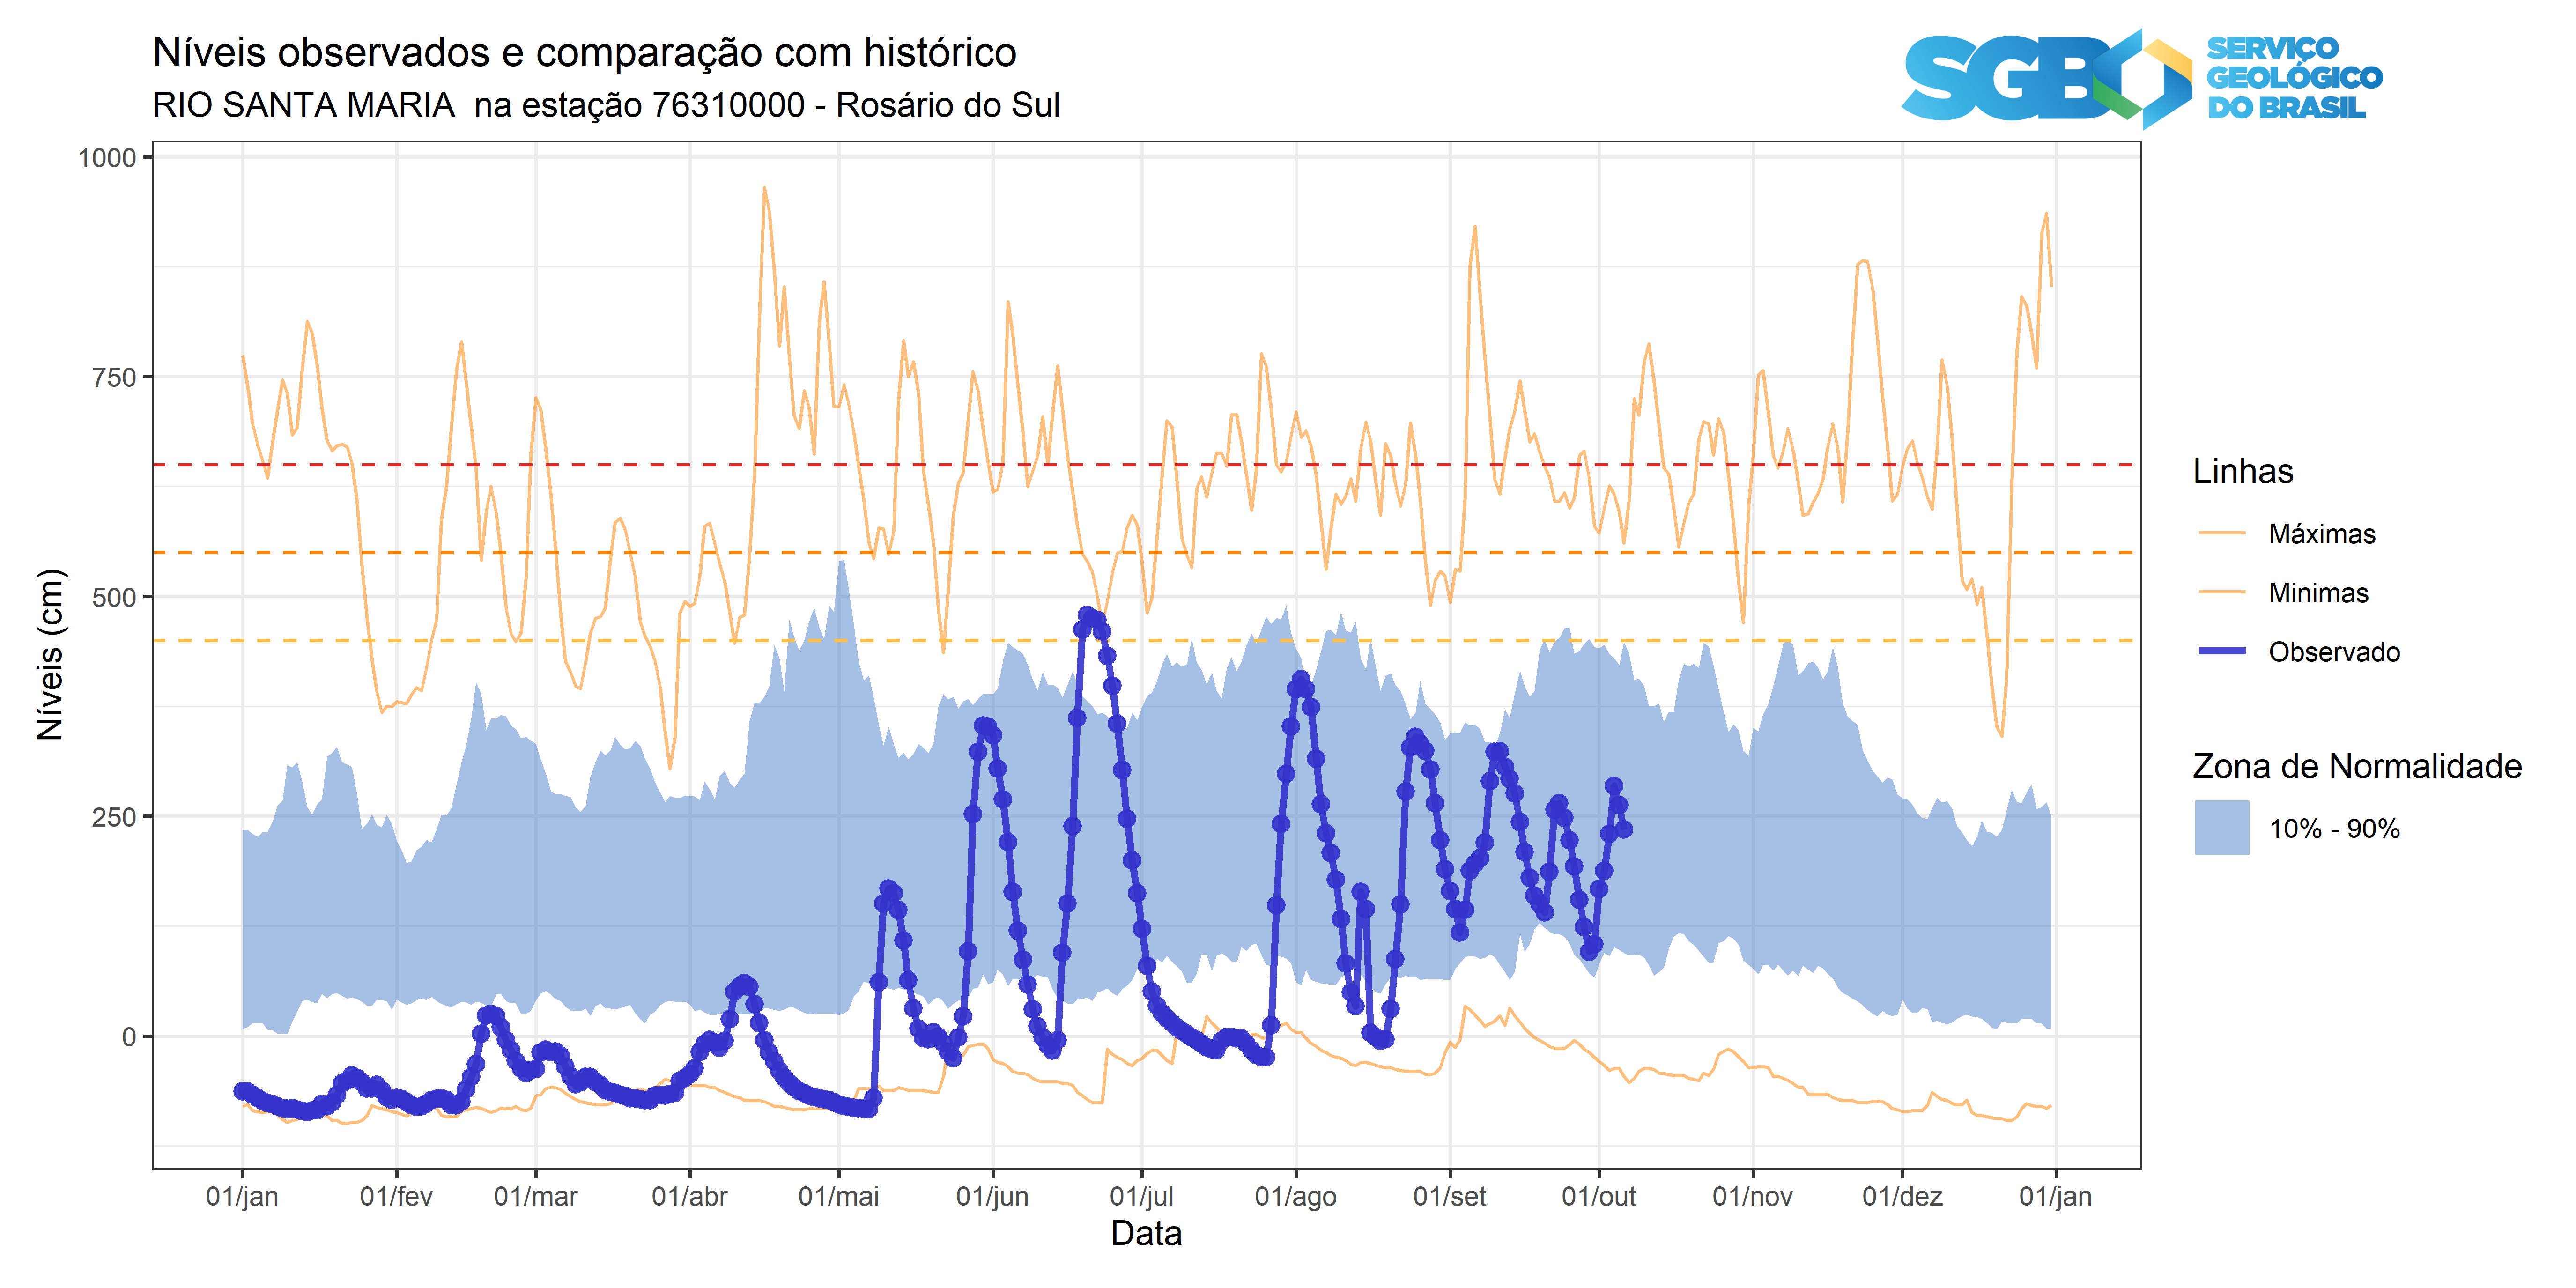 Níveis observados e comparação com histórico
RIO SANTA MARIA  na estação 76310000 - Rosário do Sul
SGB
SERVIÇO
GEOLÓGICO
DO BRASIL
1000
750
500
250
0
Níveis (cm)
01/jan
01/fev
01/mar
01/abr
01/mai
01/jun
01/jul
01/ago
01/set
01/out
01/nov
01/dez
01/jan
Data
Linhas
Máximas
Minimas
Observado
Zona de Normalidade
10% - 90%